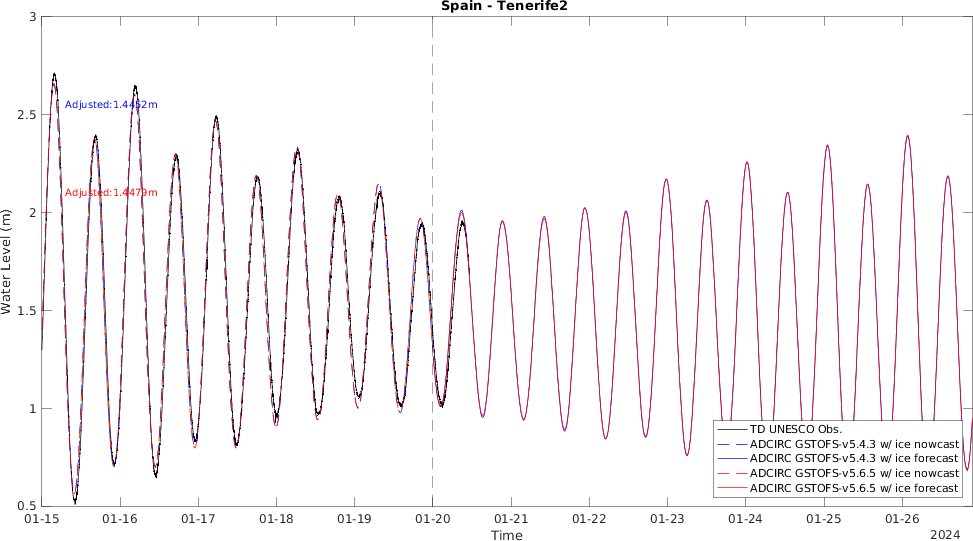 Spain - Tenerife2
3
2.5
2
1.5
1
0.5
Water Level (m)
Adjusted:1.4452m
Adjusted:1.4479m
TD UNESCO Obs.
ADCIRC GSTOFS-v5.4.3 w/ ice nowcast
ADCIRC GSTOFS-v5.4.3 w/ ice forecast
ADCIRC GSTOFS-v5.6.5 w/ ice nowcast
ADCIRC GSTOFS-v5.6.5 w/ ice forecast
01-15 01-16 01-17 01-18 01-19 01-20 01-21 01-22 01-23 01-24 01-25 01-26
Time
2024